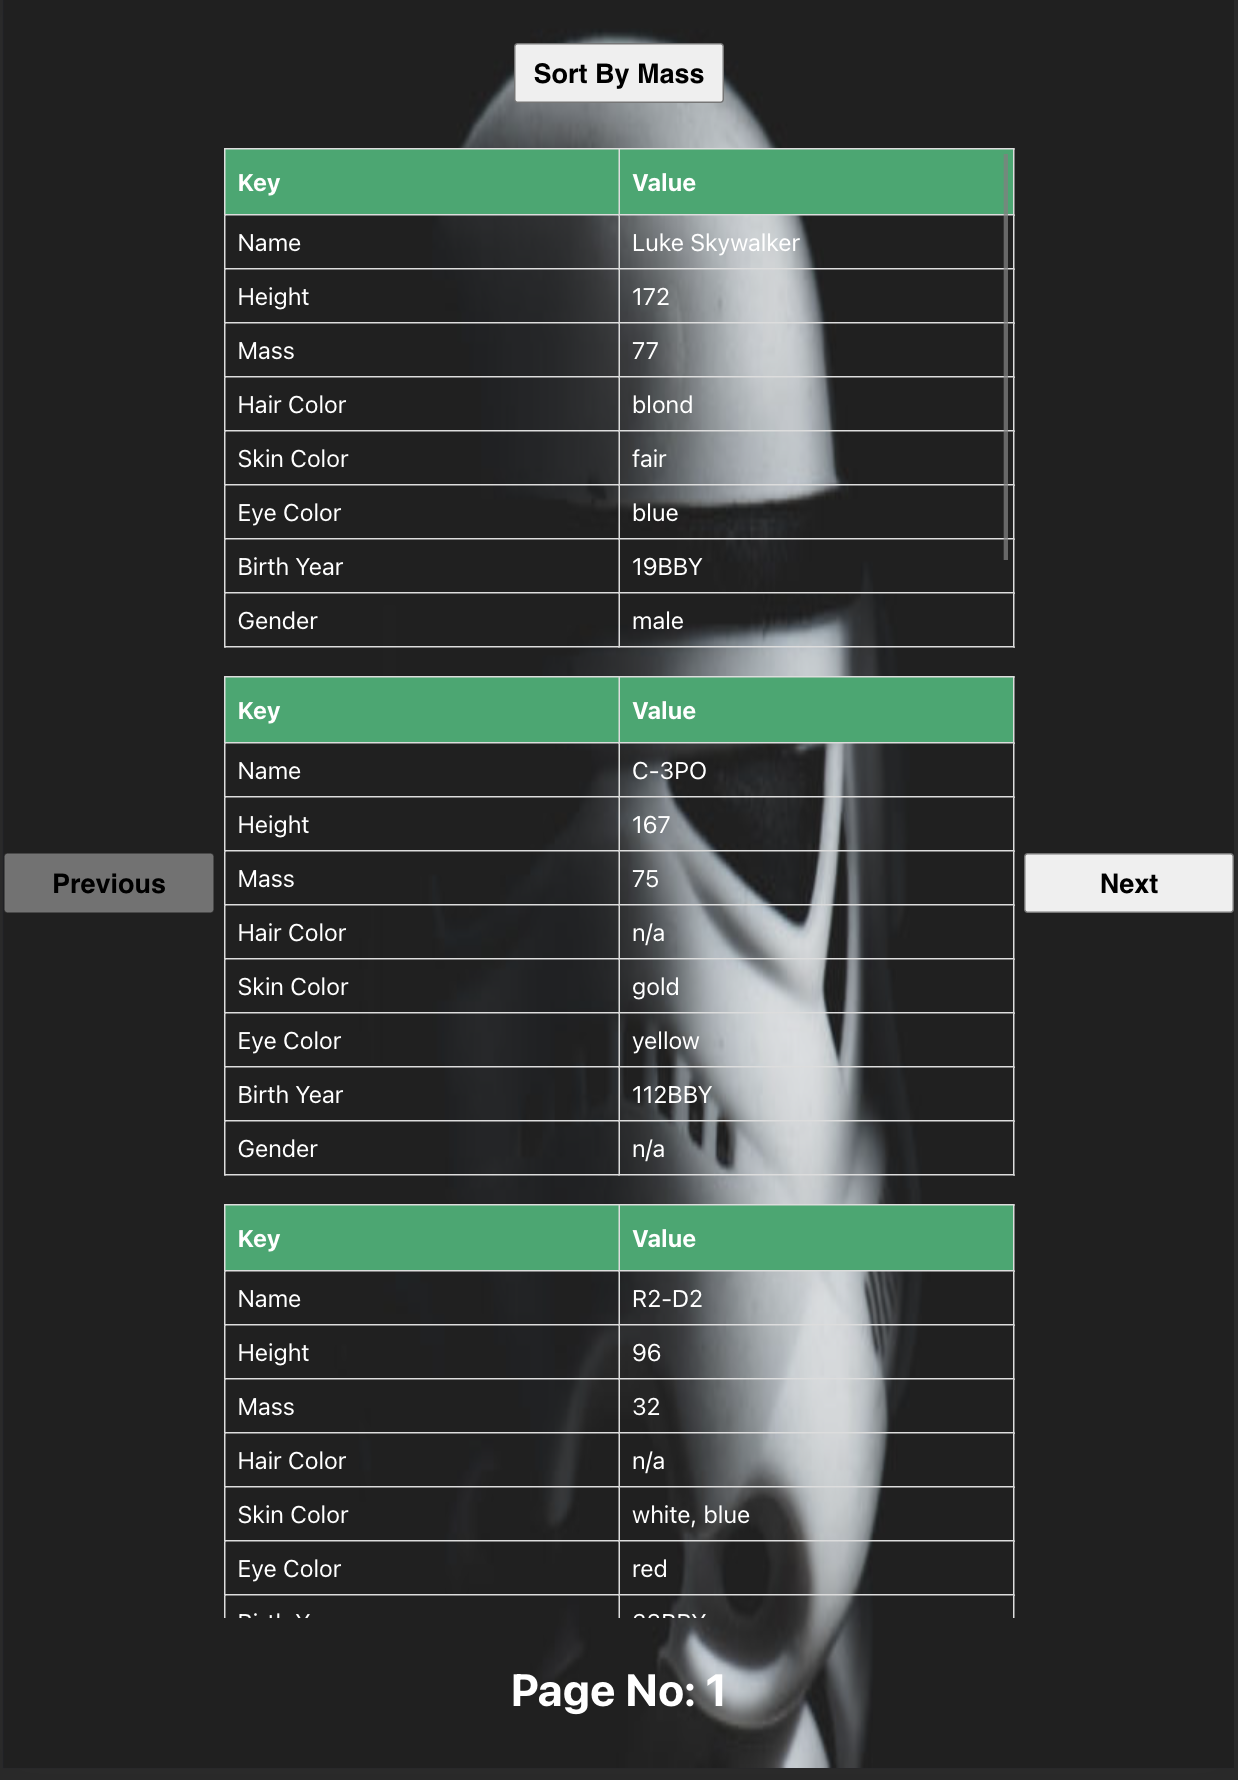 Sort By Mass
Key Value
Name Luke Skywalker
Height 172
Mass 77
Hair Color blond
Skin Color fair
Eye Color blue
Birth Year 19BBY
Gender male
Key Value
Name C-3PO
Height 167
Previous
Mass 75
Next
Hair Color n/a
Skin Color gold
Eye Color yellow
Birth Year 112BBY
Gender n/a
Key Value
Name R2-D2
Height 96
Mass 32
Hair Color n/a
Skin Color white, blue
Eye Color red
Page No: 1